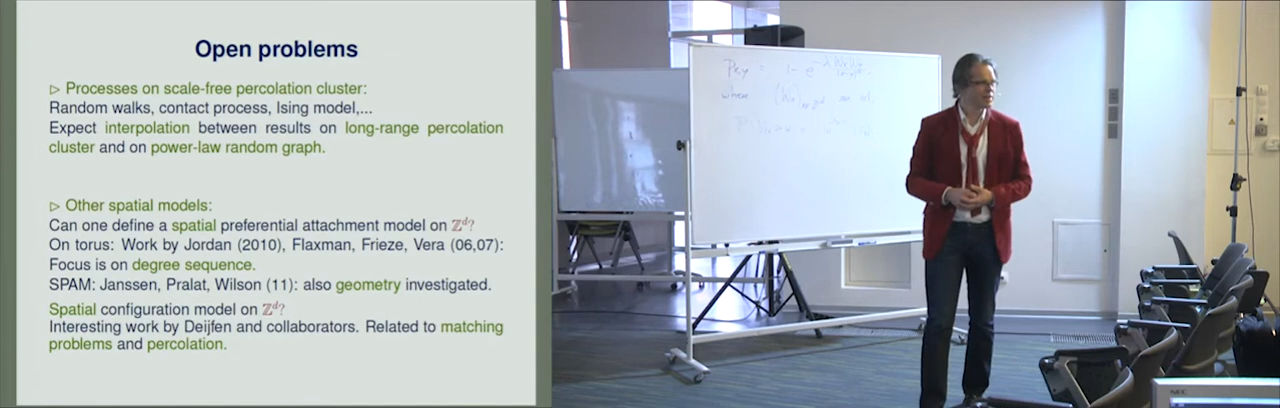 Open problems
▷ Processes on scale-free percolation cluster:
Random walks, contact process, Ising model,...
Expect interpolation between results on long-range percolation
cluster and on power-law random graph.
▷ Other spatial models:
Can one define a spatial preferential attachment model on ℤᵈ?
On torus: Work by Jordan (2010), Flaxman, Frieze, Vera (06,07):
Focus is on degree sequence.
SPAM: Janssen, Pralat, Wilson (11): also geometry investigated.
Spatial configuration model on ℤᵈ?
Interesting work by Deijfen and collaborators. Related to matching
problems and percolation.
where
NEC